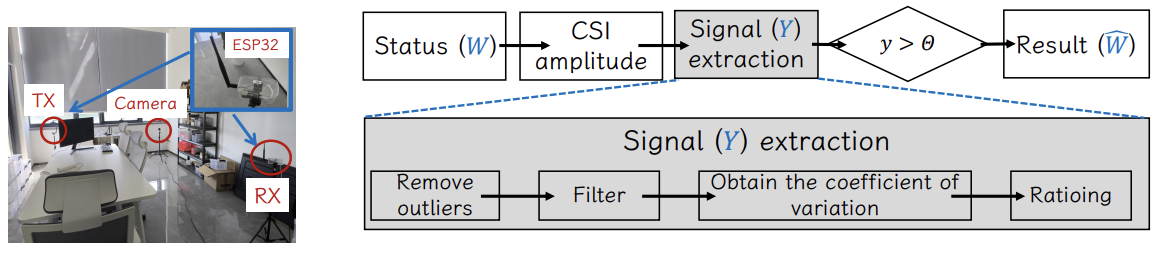 ESP32
TX
Camera
RX
Status (W)
CSI
amplitude
Signal (Y)
extraction
y > Θ
Result (Ŵ)
Signal (Y) extraction
Remove
outliers
Filter
Obtain the coefficient of
variation
Ratioing